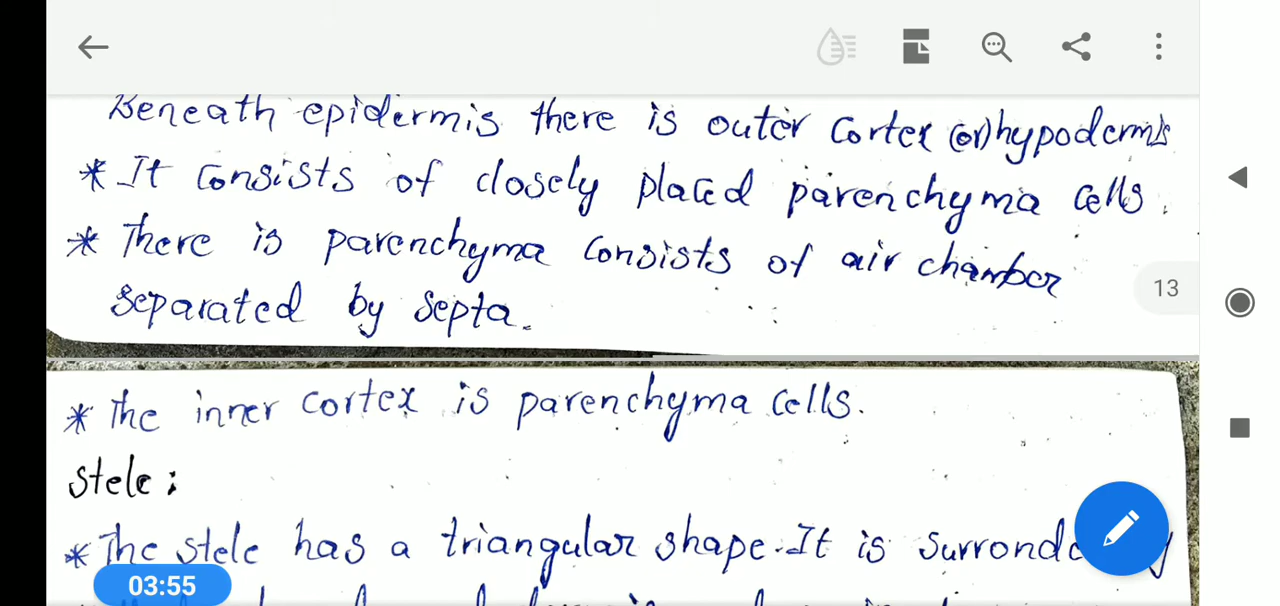 Beneath epidermis there is outer cortex (or) hypodermis
* It consists of closely placed parenchyma cells.
* There is parenchyma consists of air chamber
separated by septa.
13
* The inner cortex is parenchyma cells.
Stele:
* The stele has a triangular shape. It is
03:55